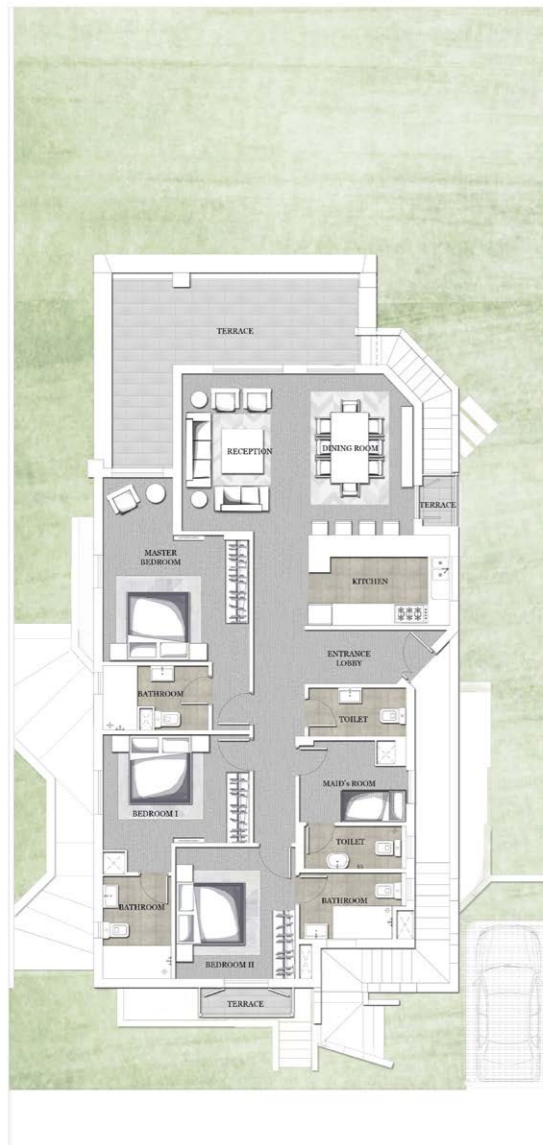 TERRACE
RECEPTION
DINING ROOM
TERRACE
MASTER
BEDROOM
KITCHEN
ENTRANCE
LOBBY
BATHROOM
TOILET
MAID's ROOM
BEDROOM I
TOILET
BATHROOM
BATHROOM
BEDROOM II
TERRACE